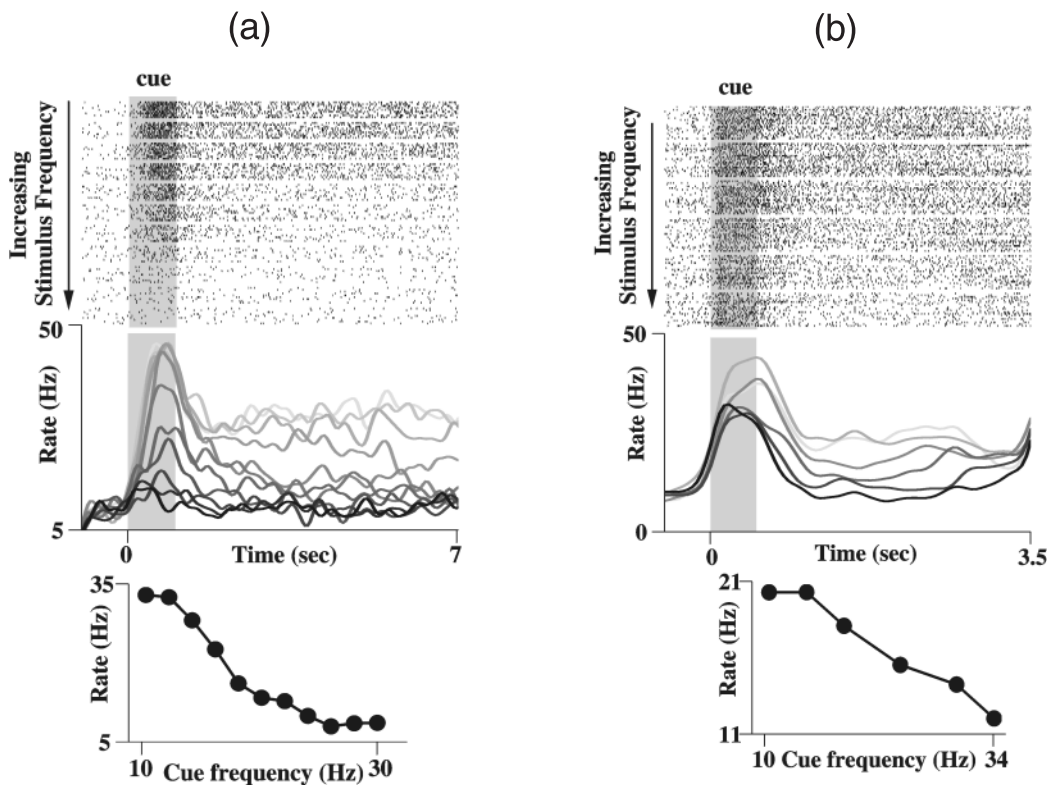 (a)
cue
Increasing
Stimulus Frequency
50
Rate (Hz)
5
0
Time (sec)
7
35
Rate (Hz)
5
10
Cue frequency (Hz)
30
(b)
cue
Increasing
Stimulus Frequency
50
Rate (Hz)
0
0
Time (sec)
3.5
21
Rate (Hz)
11
10
Cue frequency (Hz)
34